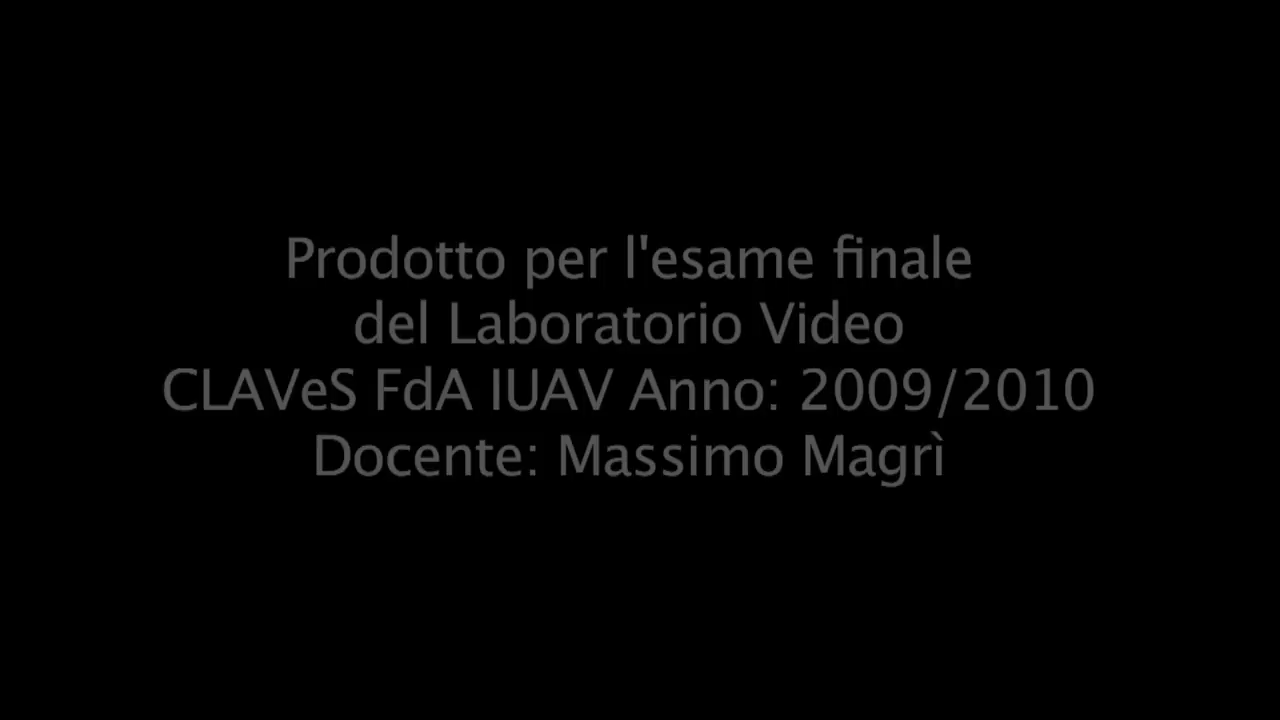 Prodotto per l'esame finale
del Laboratorio Video
CLAVeS FdA IUAV Anno: 2009/2010
Docente: Massimo Magrì